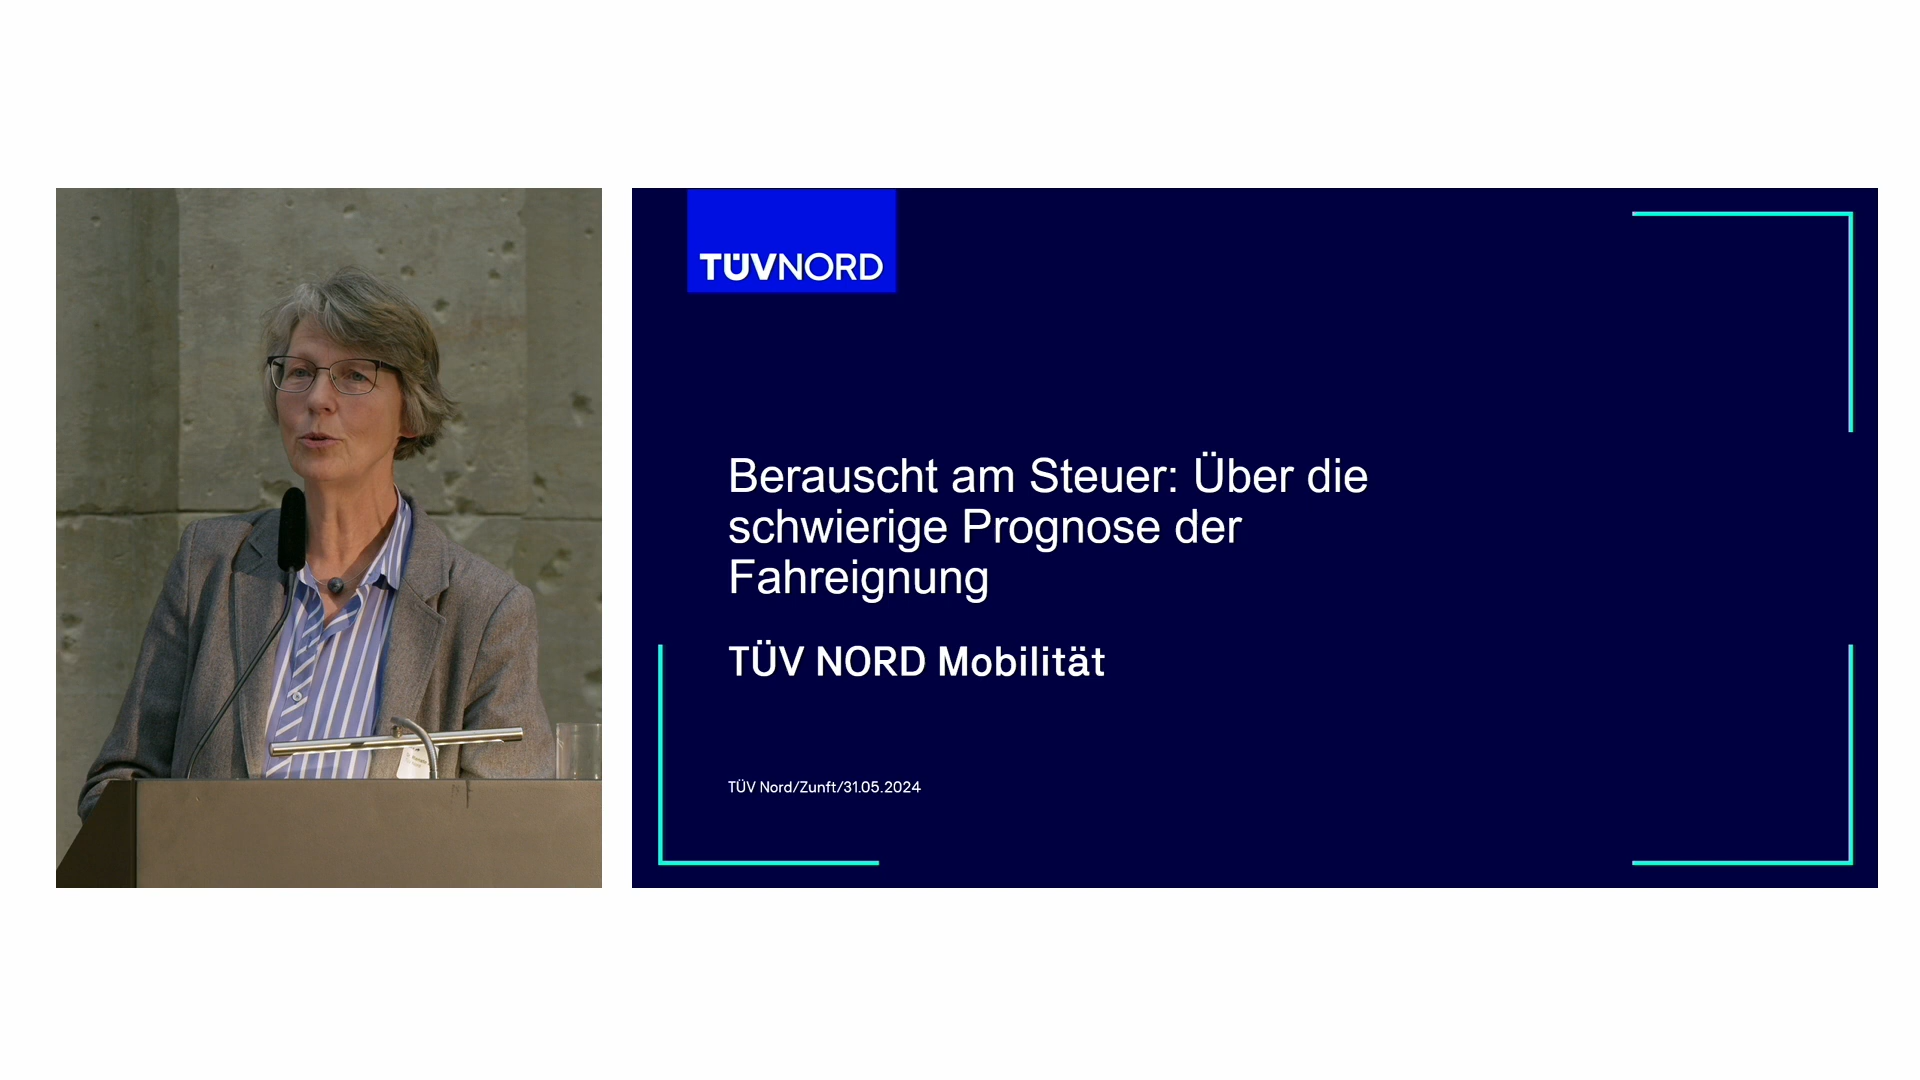 TÜVNORD
Berauscht am Steuer: Über die
schwierige Prognose der
Fahreignung
TÜV NORD Mobilität
TÜV Nord/Zunft/31.05.2024